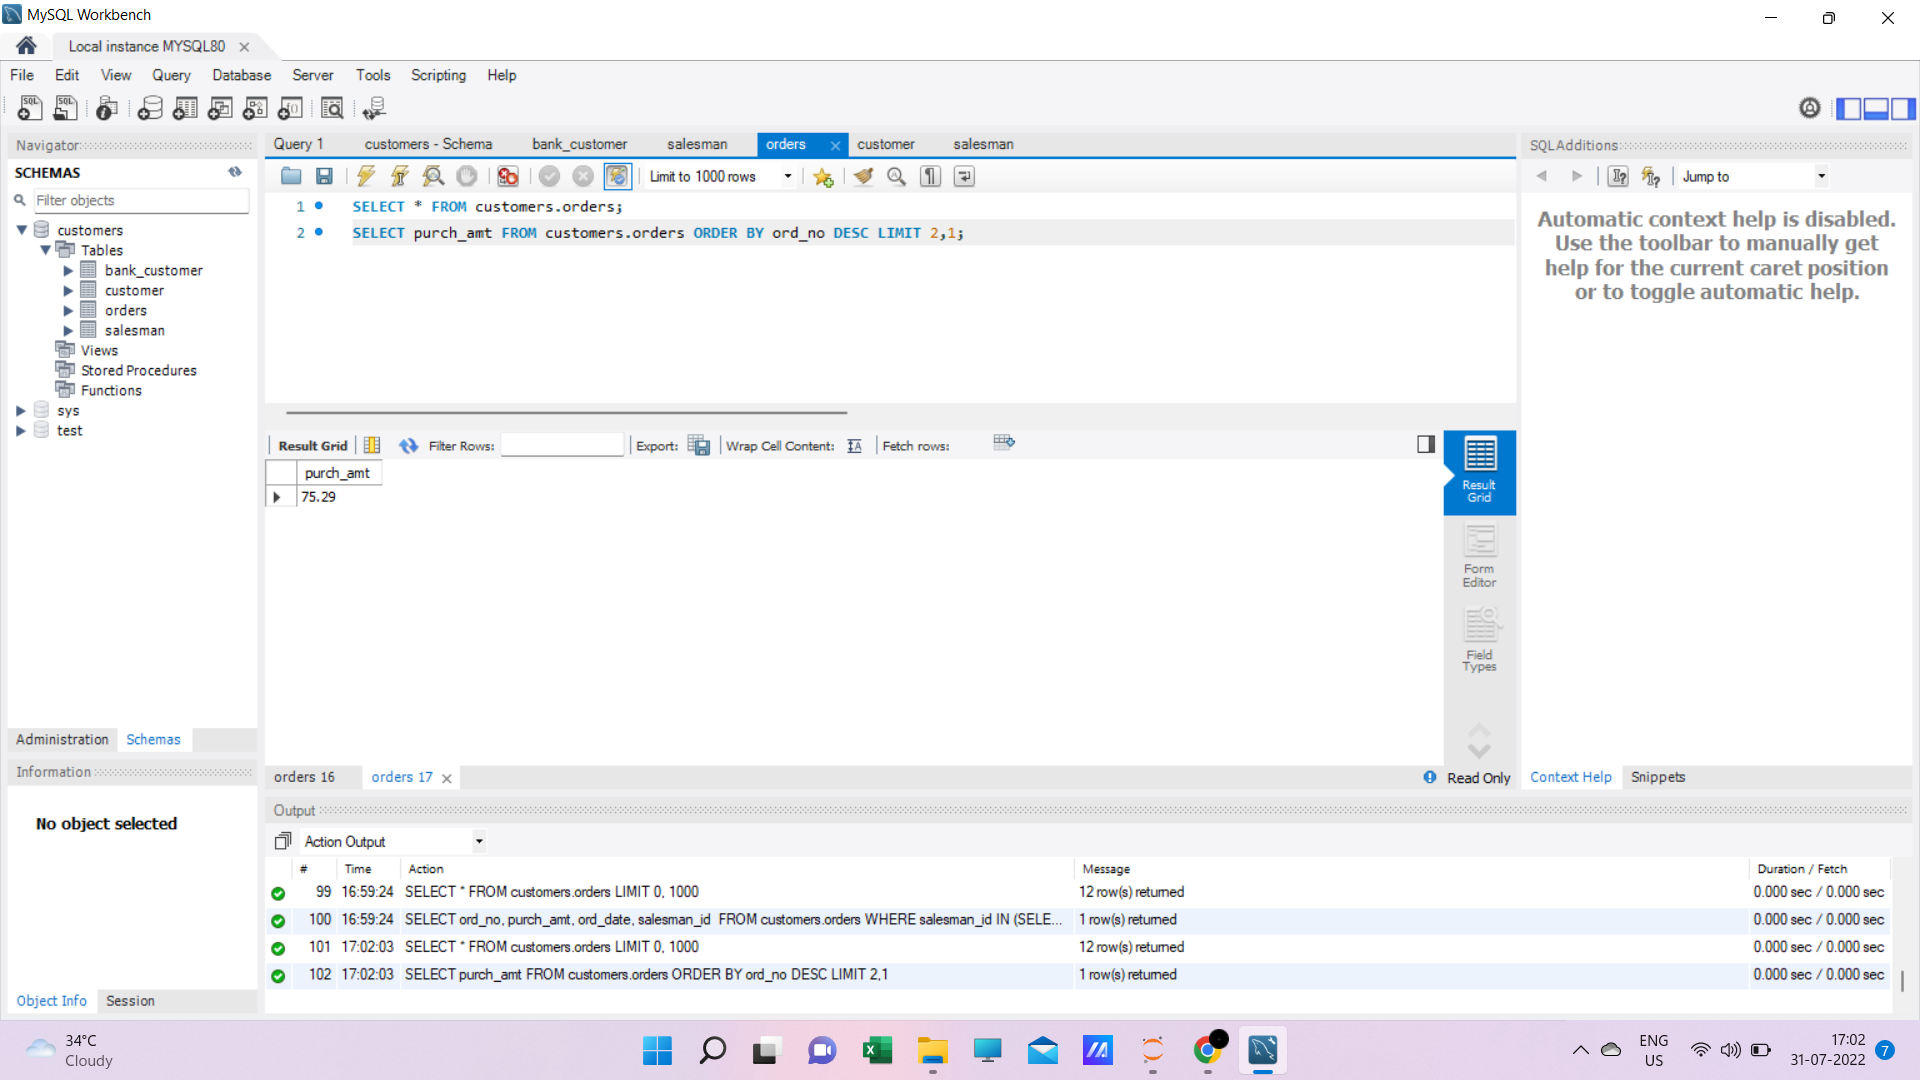 MySQL Workbench
Local instance MYSQL80
File Edit View Query Database Server Tools Scripting Help
Navigator
SCHEMAS
Filter objects
customers
Tables
bank_customer
customer
orders
salesman
Views
Stored Procedures
Functions
sys
test
Administration Schemas
Information
No object selected
Object Info Session
Query 1 customers - Schema bank_customer salesman orders customer salesman
Limit to 1000 rows
1 SELECT * FROM customers.orders;
2 SELECT purch_amt FROM customers.orders ORDER BY ord_no DESC LIMIT 2,1;
Result Grid Filter Rows: Export: Wrap Cell Content: Fetch rows:
purch_amt
75.29
Result
Grid
Form
Editor
Field
Types
orders 16 orders 17 Read Only
SQLAdditions
Jump to
Automatic context help is disabled.
Use the toolbar to manually get
help for the current caret position
or to toggle automatic help.
Context Help Snippets
Output
Action Output
# Time Action Message Duration / Fetch
99 16:59:24 SELECT * FROM customers.orders LIMIT 0, 1000 12 row(s) returned 0.000 sec / 0.000 sec
100 16:59:24 SELECT ord_no, purch_amt, ord_date, salesman_id FROM customers.orders WHERE salesman_id IN (SELE... 1 row(s) returned 0.000 sec / 0.000 sec
101 17:02:03 SELECT * FROM customers.orders LIMIT 0, 1000 12 row(s) returned 0.000 sec / 0.000 sec
102 17:02:03 SELECT purch_amt FROM customers.orders ORDER BY ord_no DESC LIMIT 2,1 1 row(s) returned 0.000 sec / 0.000 sec
34°C
Cloudy
ENG
US
17:02
31-07-2022
7